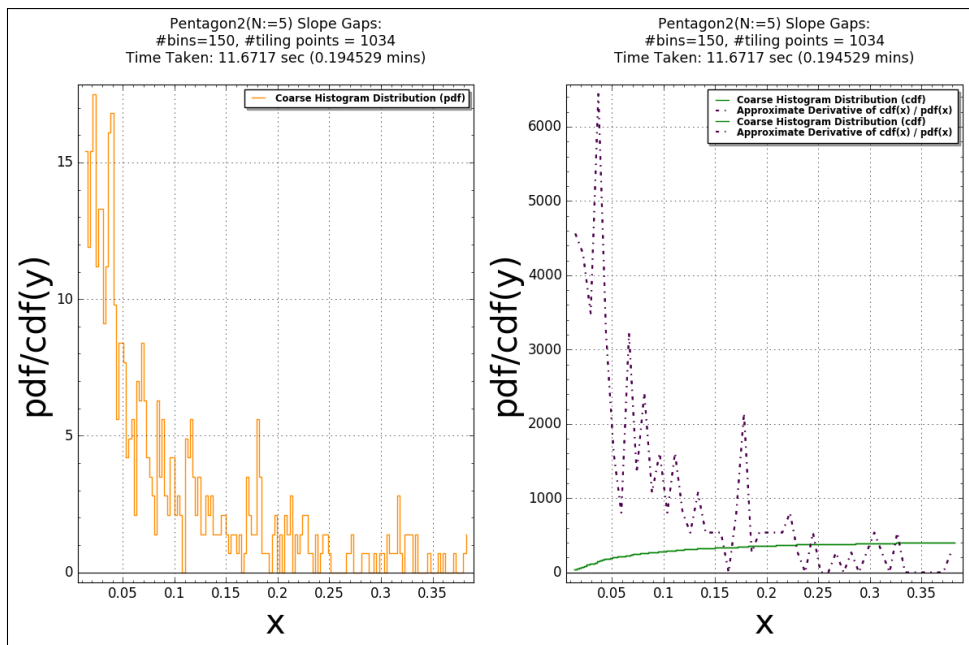 Pentagon2(N:=5) Slope Gaps:
#bins=150, #tiling points = 1034
Time Taken: 11.6717 sec (0.194529 mins)
Coarse Histogram Distribution (pdf)
15
10
5
0
pdf/cdf(y)
0.05 0.1 0.15 0.2 0.25 0.3 0.35
x
Pentagon2(N:=5) Slope Gaps:
#bins=150, #tiling points = 1034
Time Taken: 11.6717 sec (0.194529 mins)
Coarse Histogram Distribution (cdf)
Approximate Derivative of cdf(x) / pdf(x)
Coarse Histogram Distribution (cdf)
Approximate Derivative of cdf(x) / pdf(x)
6000
5000
4000
3000
2000
1000
0
pdf/cdf(y)
0.05 0.1 0.15 0.2 0.25 0.3 0.35
x